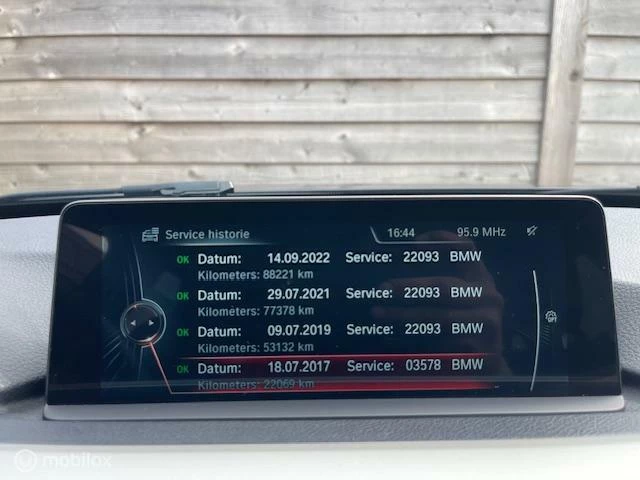 Service historie 16:44 95.9 MHz
OK Datum: 14.09.2022 Service: 22093 BMW
Kilometers: 88221 km
OK Datum: 29.07.2021 Service: 22093 BMW
Kilometers: 77378 km
OK Datum: 09.07.2019 Service: 22093 BMW
Kilometers: 53132 km
OK Datum: 18.07.2017 Service: 03578 BMW
Kilometers: 22069 km
OFF
mobilox